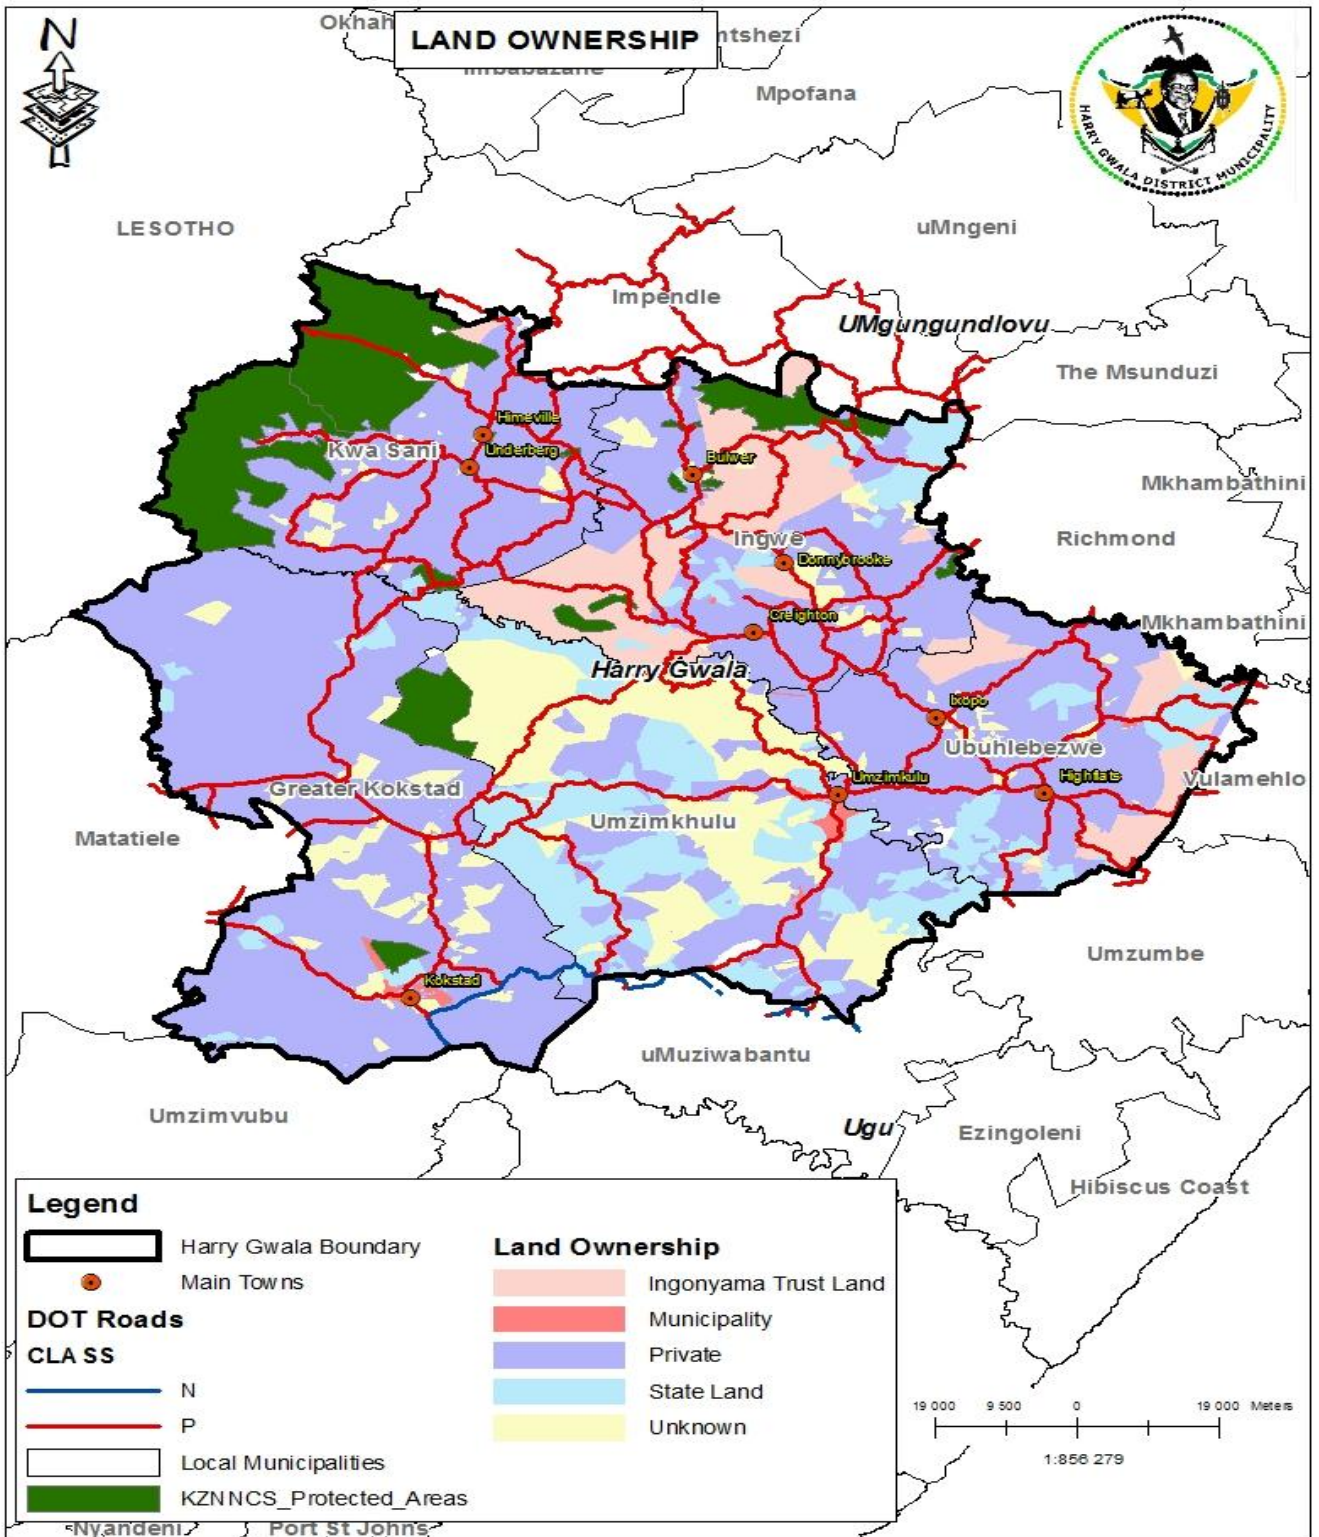 N
Okhah
LAND OWNERSHIP
ntshezi
Imbabazane
Mpofana
HARRY GWALA DISTRICT MUNICIPALITY
LESOTHO
uMngeni
Impendle
UMgungundlovu
The Msunduzi
Himeville
Kwa Sani
Underberg
Bulwer
Mkhambathini
Ingwe
Richmond
Donnybrooke
Creighton
Mkhambathini
Harry Gwala
Ixopo
Ubuhlebezwe
Umzimkulu
Highflats
Vulamehlo
Greater Kokstad
Umzimkhulu
Matatiele
Umzumbe
Kokstad
uMuziwabantu
Umzimvubu
Ugu
Ezingoleni
Hibiscus Coast
Legend
Harry Gwala Boundary
Main Towns
DOT Roads
CLASS
N
P
Local Municipalities
KZNNCS_Protected_Areas
Land Ownership
Ingonyama Trust Land
Municipality
Private
State Land
Unknown
19 000 9 500 0 19 000 Meters
1:856 279
Nyandeni
Port St Johns